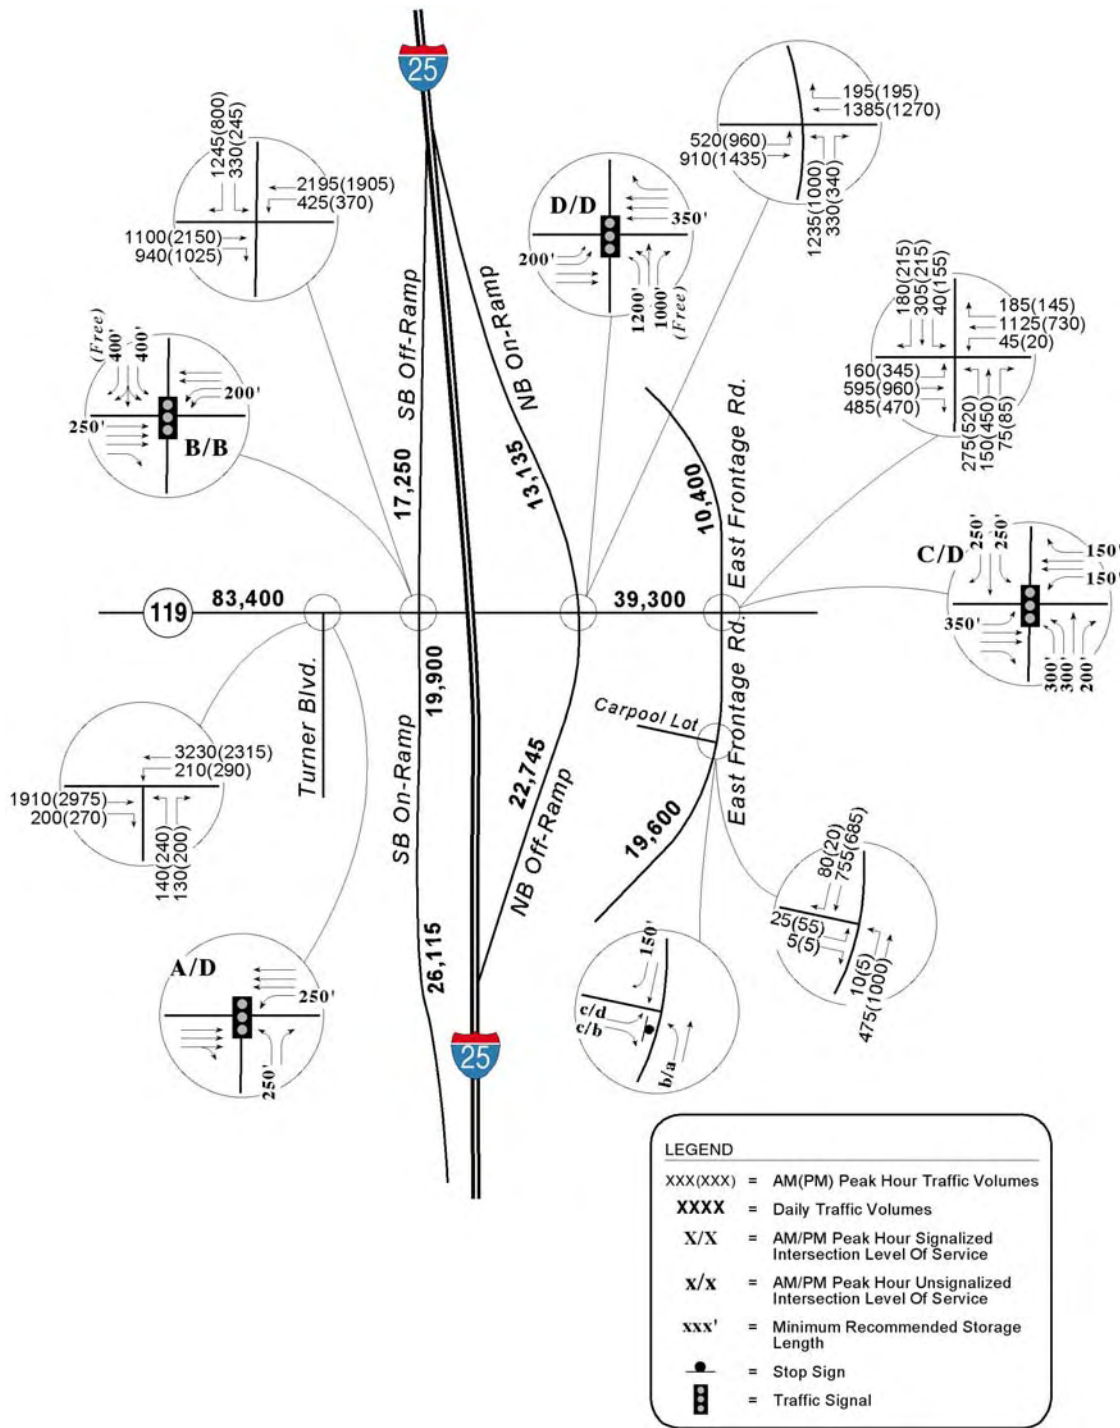 25
1245(800)
330(245)
2195(1905)
425(370)
1100(2150)
940(1025)
D/D
350'
200'
1200'
1000'
(Free)
195(195)
1385(1270)
520(960)
910(1435)
1235(1000)
330(340)
180(215)
305(215)
40(155)
185(145)
1125(730)
45(20)
160(345)
595(960)
485(470)
275(520)
150(450)
75(85)
(Free)
400'
400'
200'
250'
B/B
SB Off-Ramp
17,250
NB On-Ramp
13,135
10,400
East Frontage Rd.
C/D
250'
250'
150'
150'
350'
300'
300'
200'
119
83,400
39,300
Turner Blvd.
19,900
SB On-Ramp
26,115
22,745
NB Off-Ramp
Carpool Lot
East Frontage Rd.
19,600
3230(2315)
210(290)
1910(2975)
200(270)
140(240)
130(200)
A/D
250'
250'
25
150'
c/d
c/b
b/a
80(20)
755(685)
25(55)
5(5)
10(5)
475(1000)
LEGEND
XXX(XXX) = AM(PM) Peak Hour Traffic Volumes
XXXX = Daily Traffic Volumes
X/X = AM/PM Peak Hour Signalized
Intersection Level Of Service
x/x = AM/PM Peak Hour Unsignalized
Intersection Level Of Service
xxx' = Minimum Recommended Storage
Length
= Stop Sign
= Traffic Signal